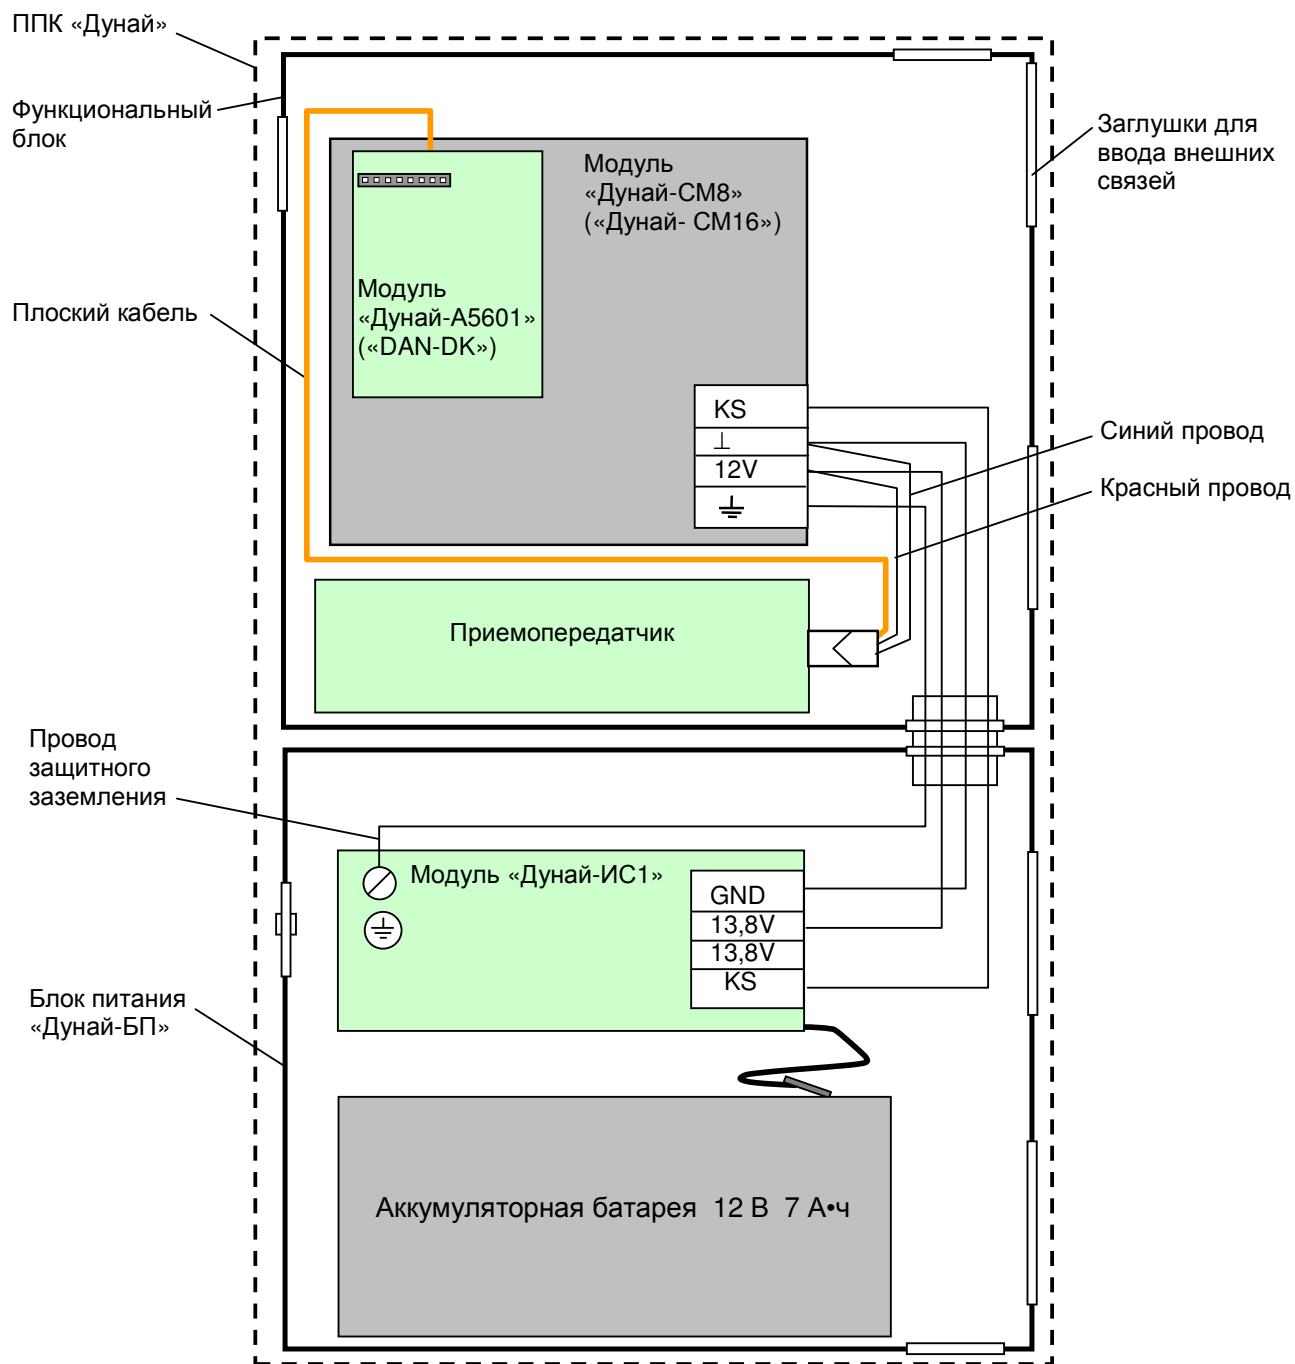 ППК «Дунай»
Функциональный
блок
Заглушки для
ввода внешних
связей
Модуль
«Дунай-СМ8»
(«Дунай- СМ16»)
Модуль
«Дунай-А5601»
(«DAN-DK»)
Плоский кабель
KS
⊥
12V
⏚
Синий провод
Красный провод
Приемопередатчик
Провод
защитного
заземления
Модуль «Дунай-ИС1»
GND
13,8V
13,8V
KS
Блок питания
«Дунай-БП»
Аккумуляторная батарея 12 В 7 А•ч